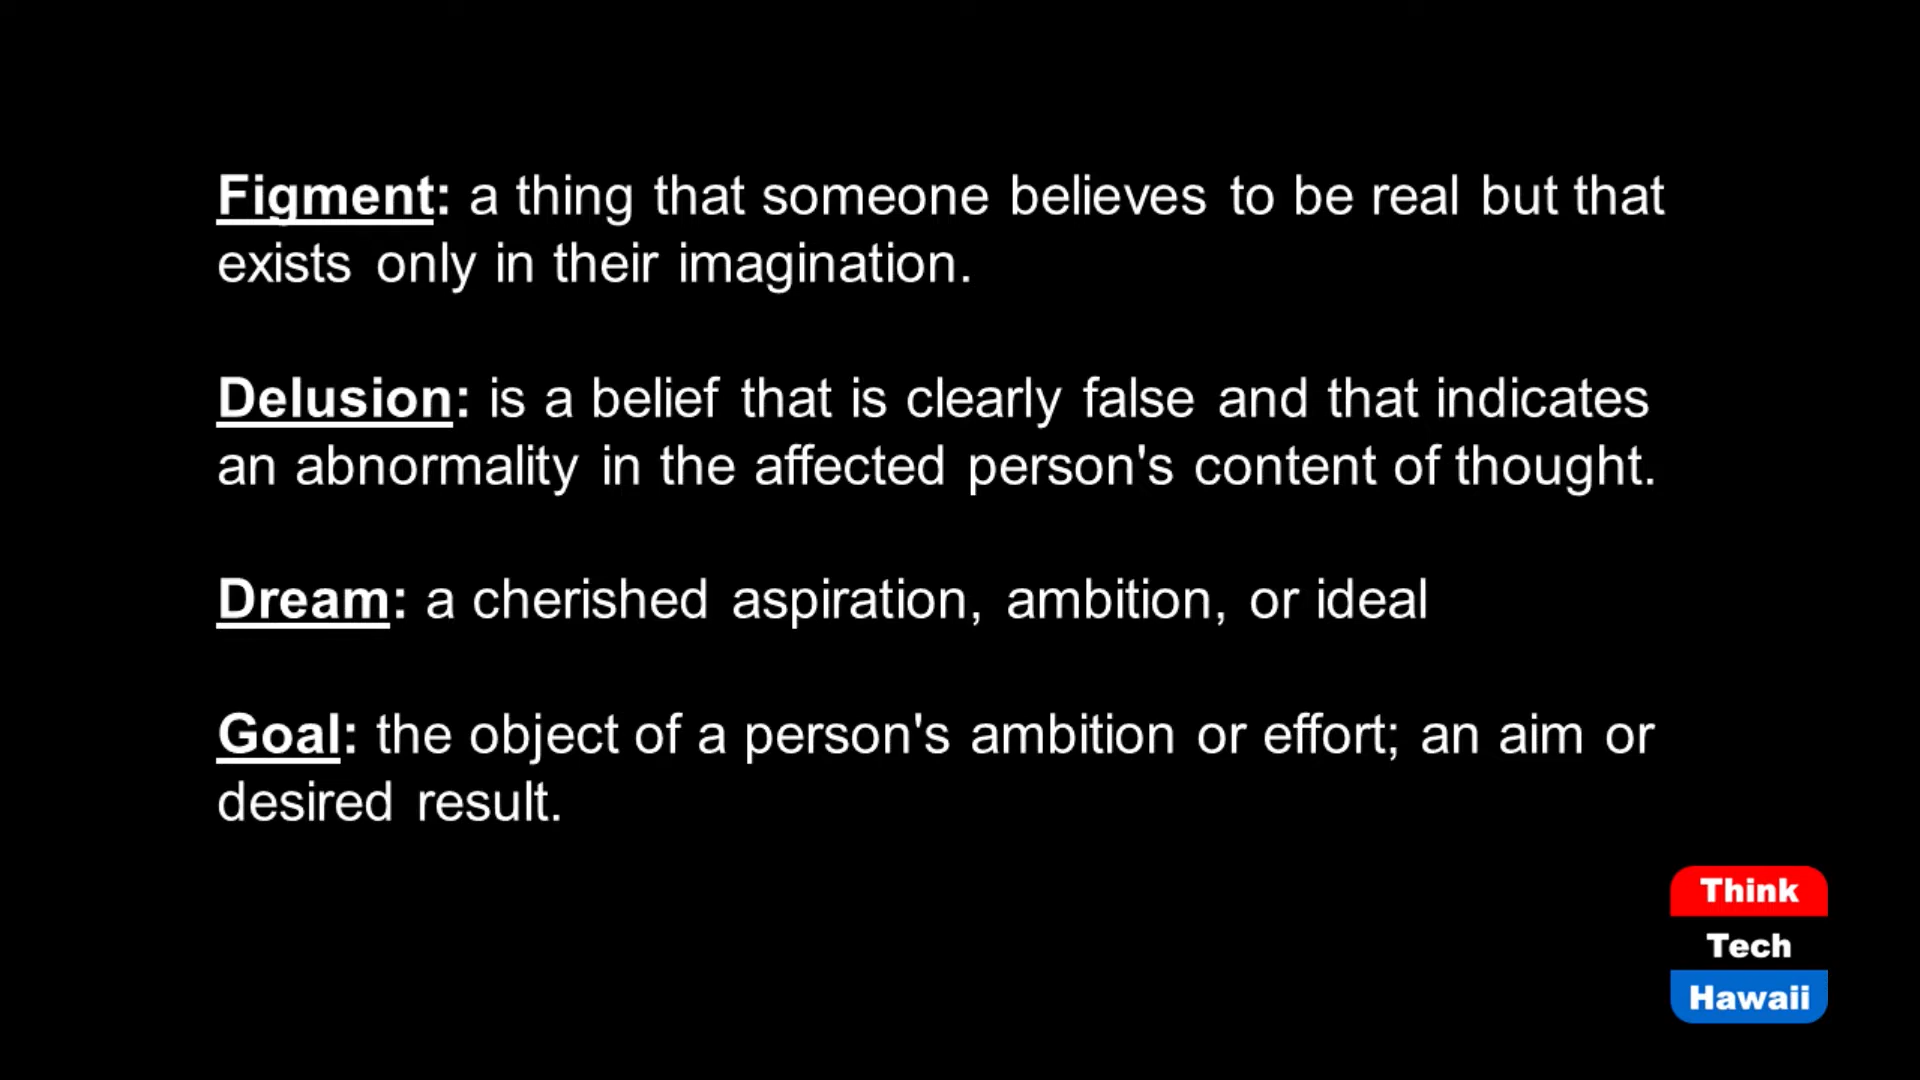 Figment: a thing that someone believes to be real but that
exists only in their imagination.
Delusion: is a belief that is clearly false and that indicates
an abnormality in the affected person's content of thought.
Dream: a cherished aspiration, ambition, or ideal
Goal: the object of a person's ambition or effort; an aim or
desired result.
Think
Tech
Hawaii